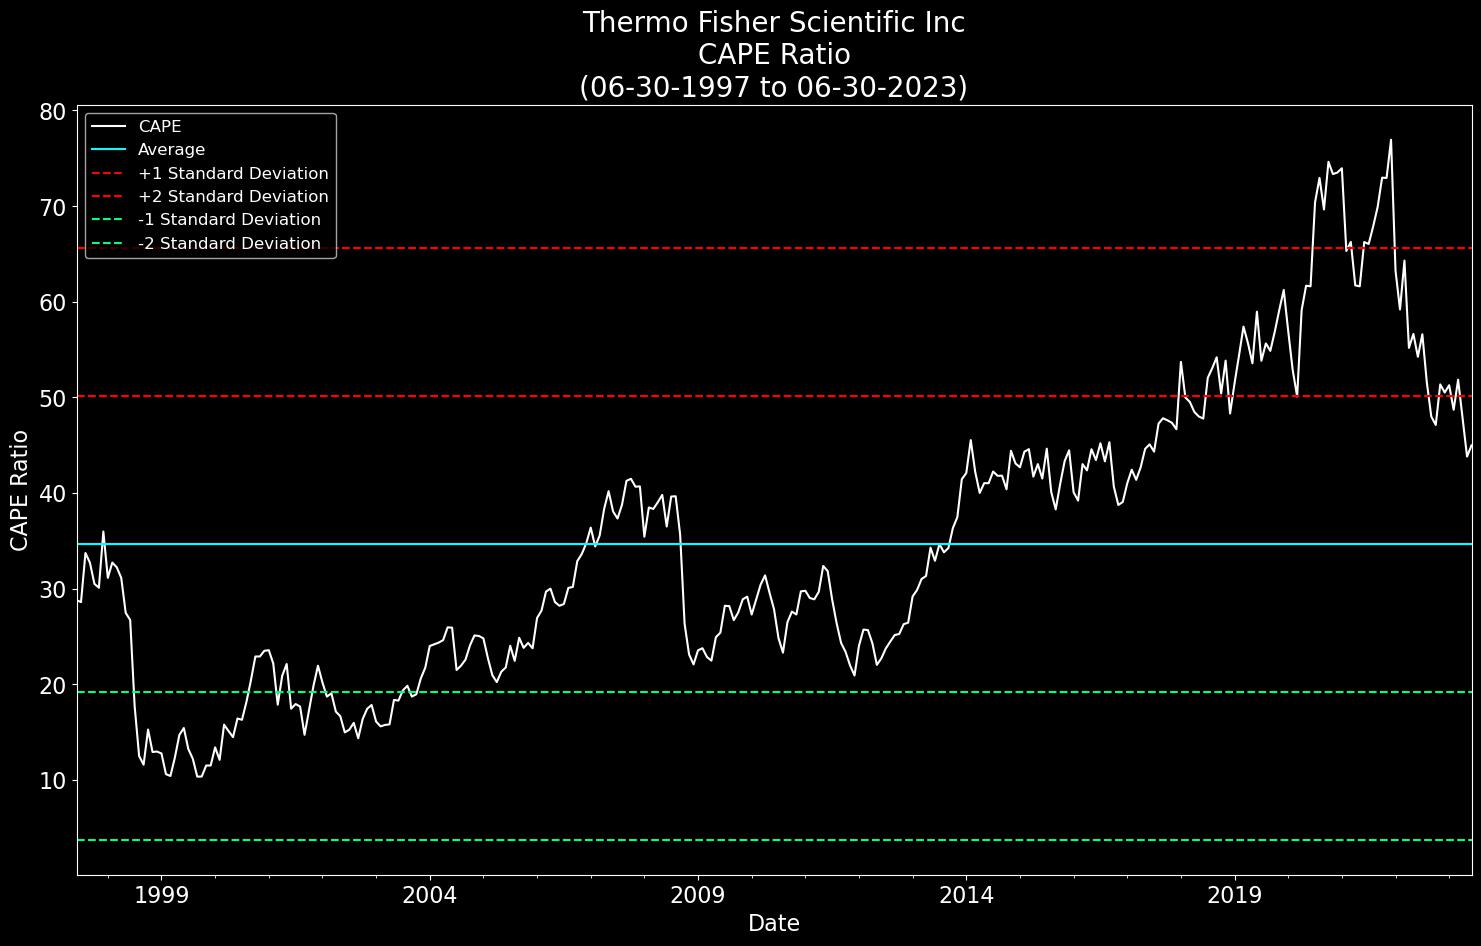 Thermo Fisher Scientific Inc
CAPE Ratio
(06-30-1997 to 06-30-2023)
CAPE
Average
+1 Standard Deviation
+2 Standard Deviation
-1 Standard Deviation
-2 Standard Deviation
80
70
60
50
40
30
20
10
CAPE Ratio
1999
2004
2009
2014
2019
Date